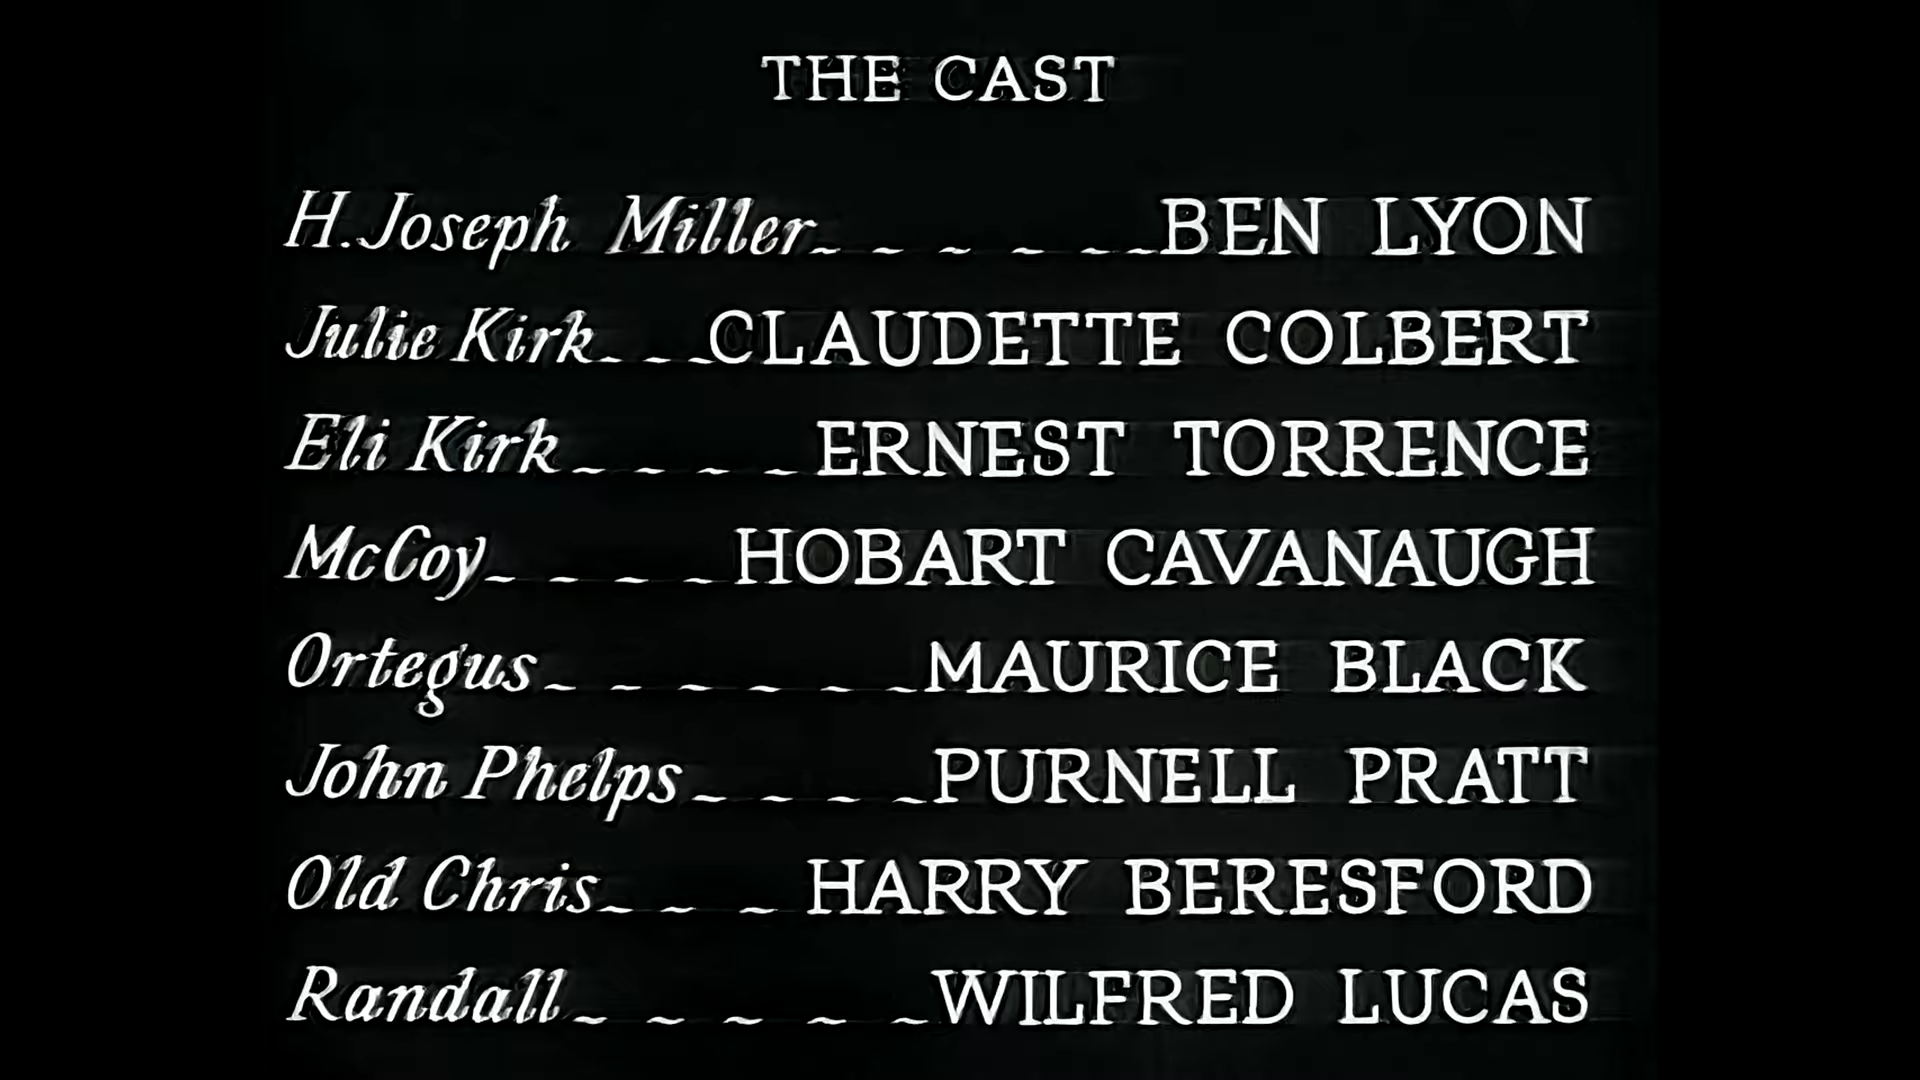 THE CAST
H. Joseph Miller _ _ _ _ _ _ BEN LYON
Julie Kirk _ _ _ CLAUDETTE COLBERT
Eli Kirk _ _ _ _ ERNEST TORRENCE
McCoy _ _ _ _ HOBART CAVANAUGH
Ortegus _ _ _ _ _ _ MAURICE BLACK
John Phelps _ _ _ _ PURNELL PRATT
Old Chris _ _ _ HARRY BERESFORD
Randall _ _ _ _ _ WILFRED LUCAS